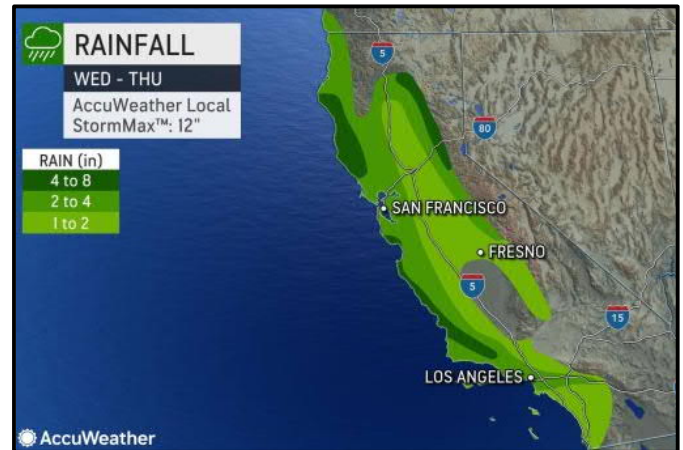 RAINFALL
WED - THU
AccuWeather Local
StormMax™: 12"
RAIN (in)
4 to 8
2 to 4
1 to 2
5
80
SAN FRANCISCO
FRESNO
5
15
LOS ANGELES
AccuWeather